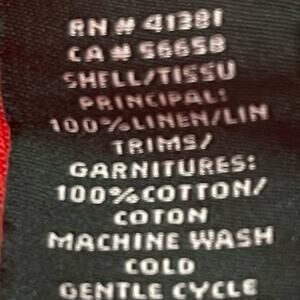 RN # 41381
CA # 56658
SHELL/TISSU
PRINCIPAL:
100%LINEN/LIN
TRIMS/
GARNITURES:
100%COTTON/
COTON
MACHINE WASH
COLD
GENTLE CYCLE